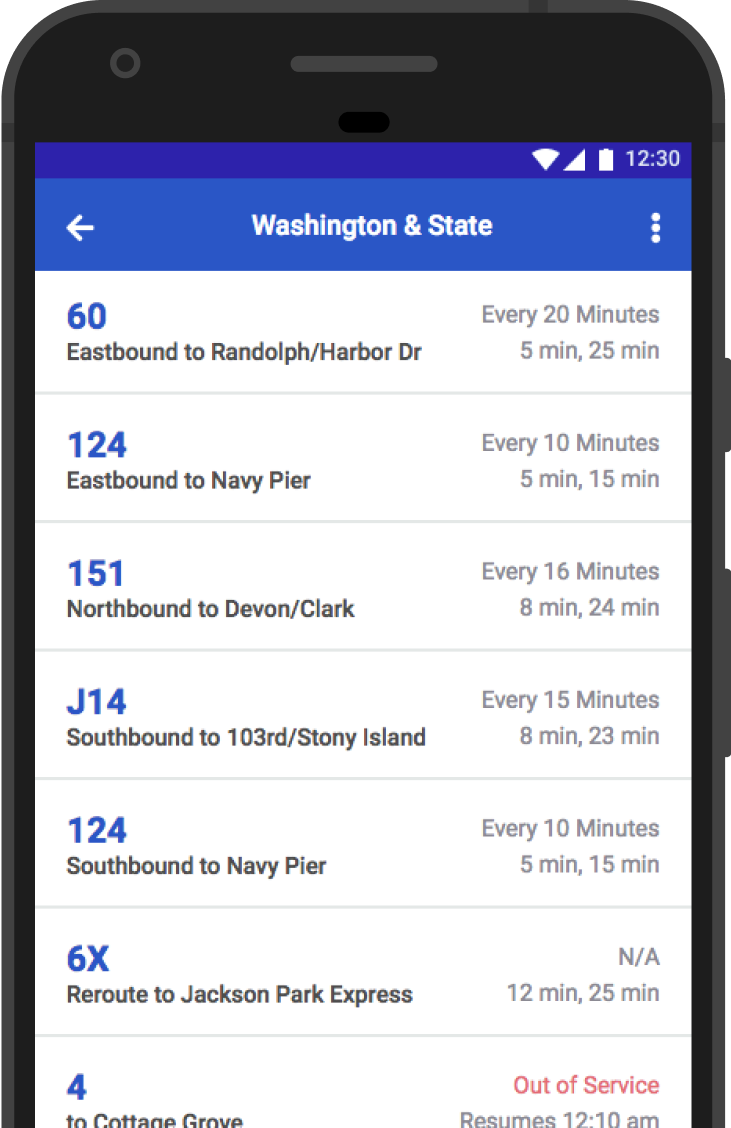 12:30
Washington & State
60
Every 20 Minutes
Eastbound to Randolph/Harbor Dr
5 min, 25 min
124
Every 10 Minutes
Eastbound to Navy Pier
5 min, 15 min
151
Every 16 Minutes
Northbound to Devon/Clark
8 min, 24 min
J14
Every 15 Minutes
Southbound to 103rd/Stony Island
8 min, 23 min
124
Every 10 Minutes
Southbound to Navy Pier
5 min, 15 min
6X
N/A
Reroute to Jackson Park Express
12 min, 25 min
4
Out of Service
to Cottage Grove
Resumes 12:10 am